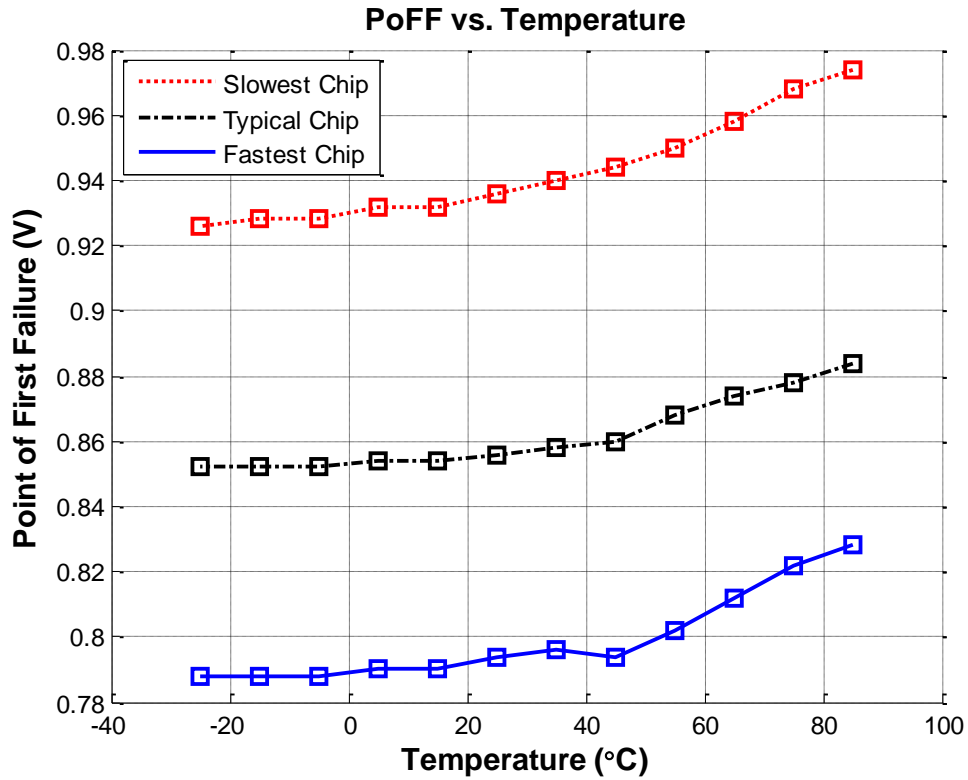 PoFF vs. Temperature
Slowest Chip
Typical Chip
Fastest Chip
Point of First Failure (V)
0.98
0.96
0.94
0.92
0.9
0.88
0.86
0.84
0.82
0.8
0.78
-40 -20 0 20 40 60 80 100
Temperature (°C)